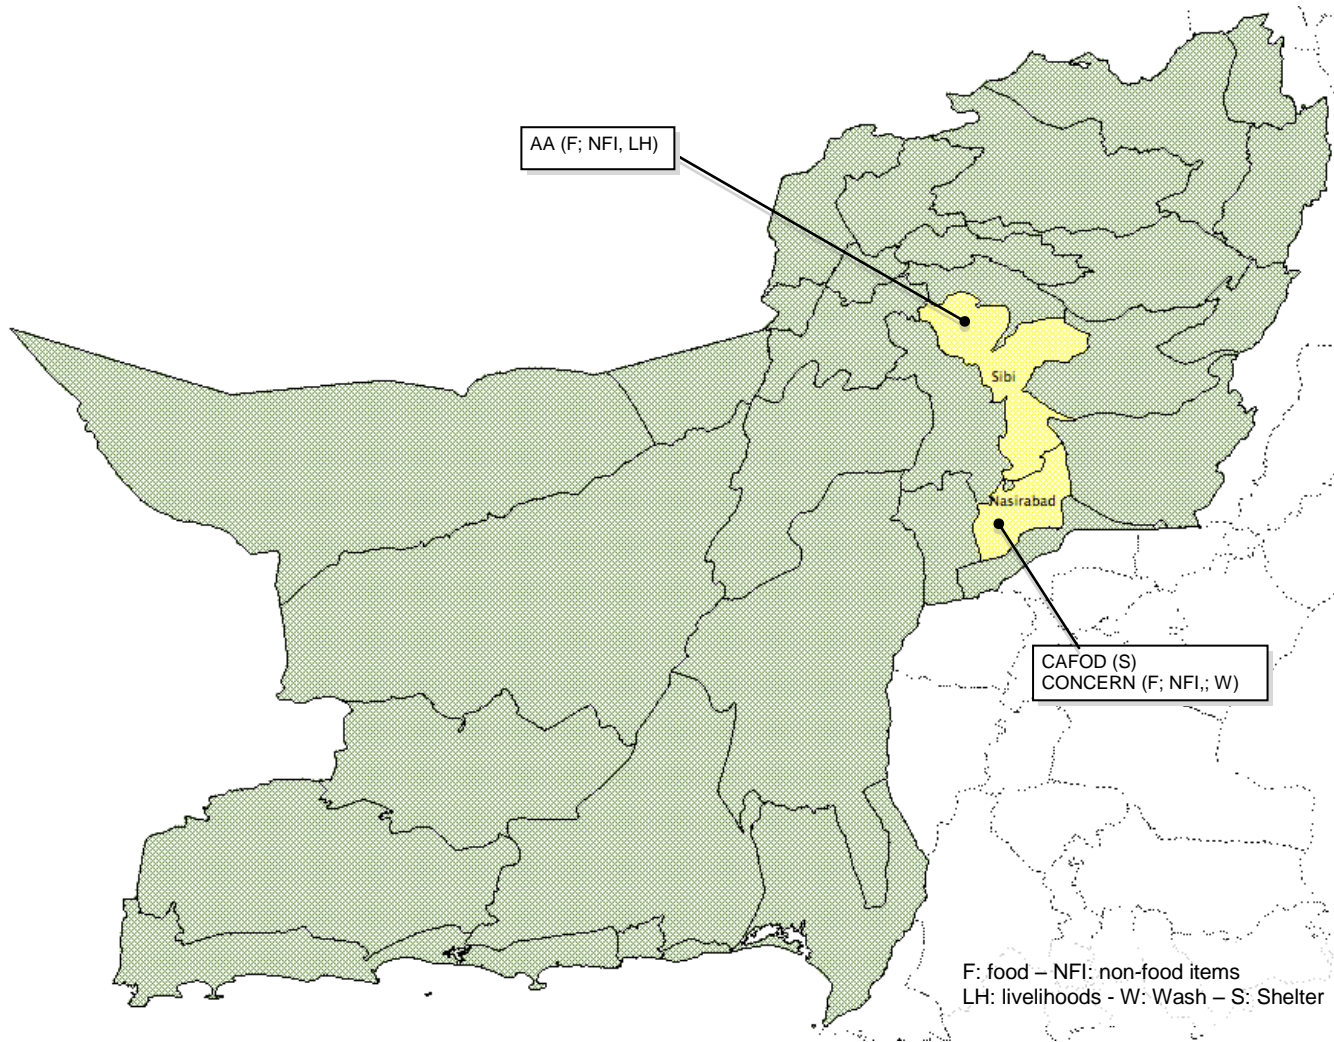 AA (F; NFI, LH)
Sibi
Nasirabad
CAFOD (S)
CONCERN (F; NFI,; W)
F: food – NFI: non-food items
LH: livelihoods - W: Wash – S: Shelter